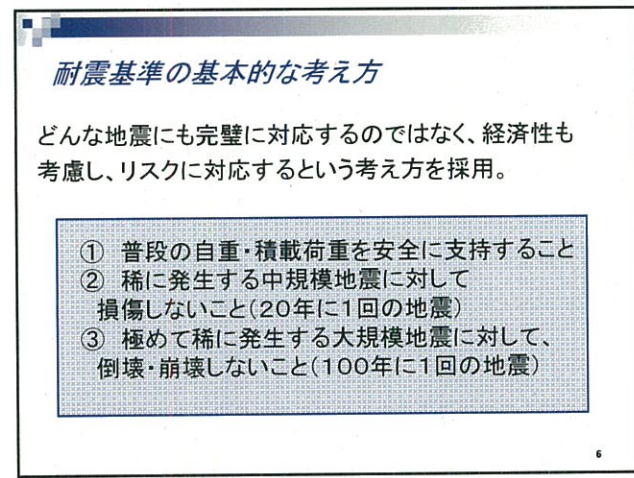 耐震基準の基本的な考え方
どんな地震にも完璧に対応するのではなく、経済性も
考慮し、リスクに対応するという考え方を採用。
① 普段の自重・積載荷重を安全に支持すること
② 稀に発生する中規模地震に対して
損傷しないこと(20年に1回の地震)
③ 極めて稀に発生する大規模地震に対して、
倒壊・崩壊しないこと(100年に1回の地震)
6